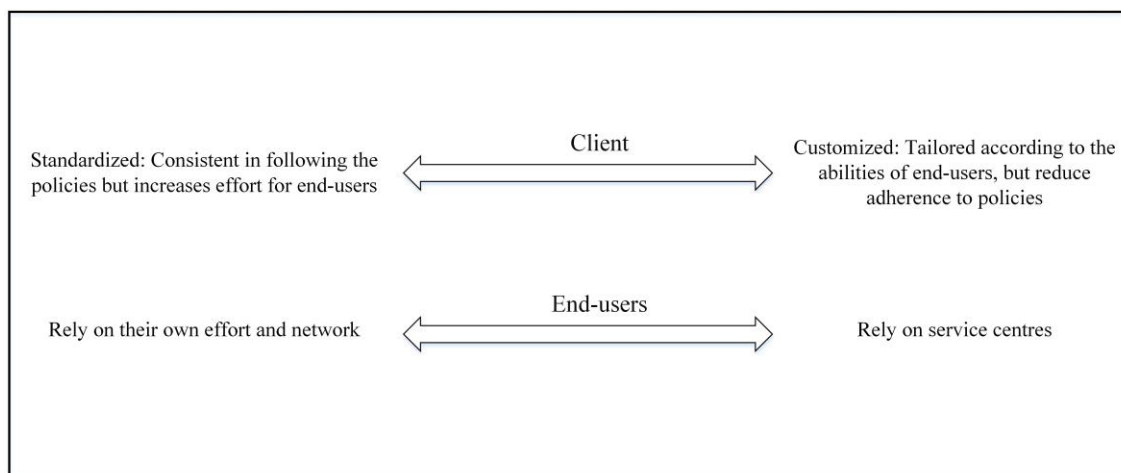 Client
Standardized: Consistent in following the
policies but increases effort for end-users
Customized: Tailored according to the
abilities of end-users, but reduce
adherence to policies
End-users
Rely on their own effort and network
Rely on service centres